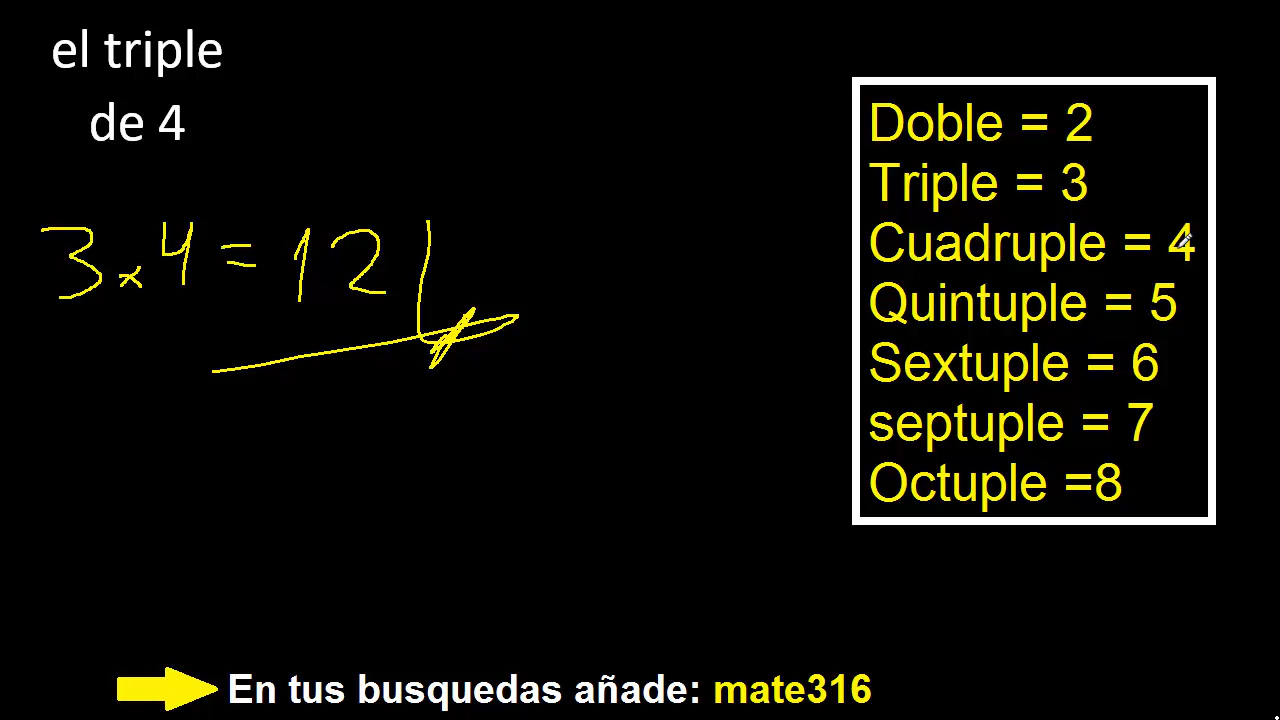 el triple
de 4
3 x 4 = 12
Doble = 2
Triple = 3
Cuadruple = 4
Quintuple = 5
Sextuple = 6
septuple = 7
Octuple =8
En tus busquedas añade: mate316